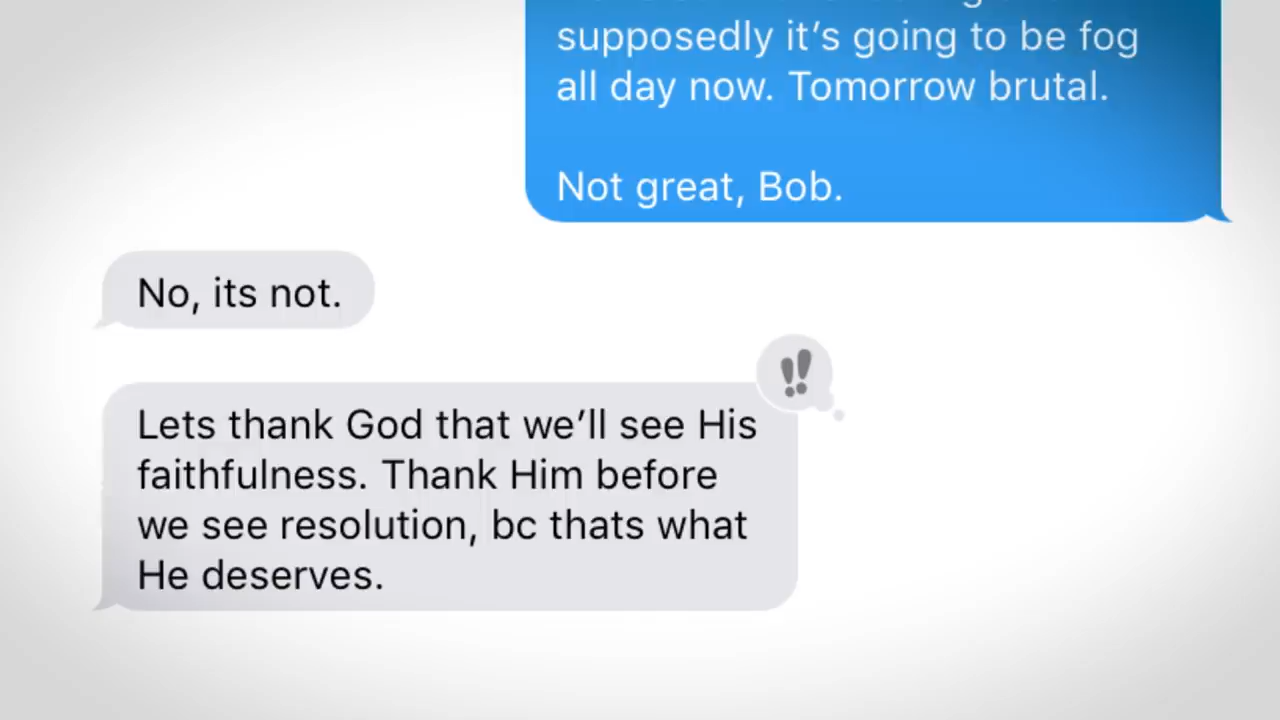 supposedly it's going to be fog
all day now. Tomorrow brutal.
Not great, Bob.
No, its not.
!!
Lets thank God that we'll see His
faithfulness. Thank Him before
we see resolution, bc thats what
He deserves.